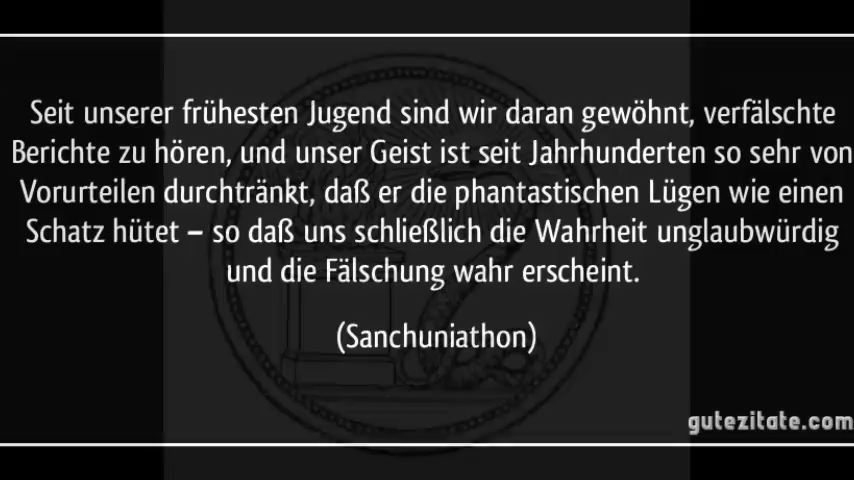 Seit unserer frühesten Jugend sind wir daran gewöhnt, verfälschte
Berichte zu hören, und unser Geist ist seit Jahrhunderten so sehr von
Vorurteilen durchtränkt, daß er die phantastischen Lügen wie einen
Schatz hütet – so daß uns schließlich die Wahrheit unglaubwürdig
und die Fälschung wahr erscheint.
(Sanchuniathon)
gutezitate.com